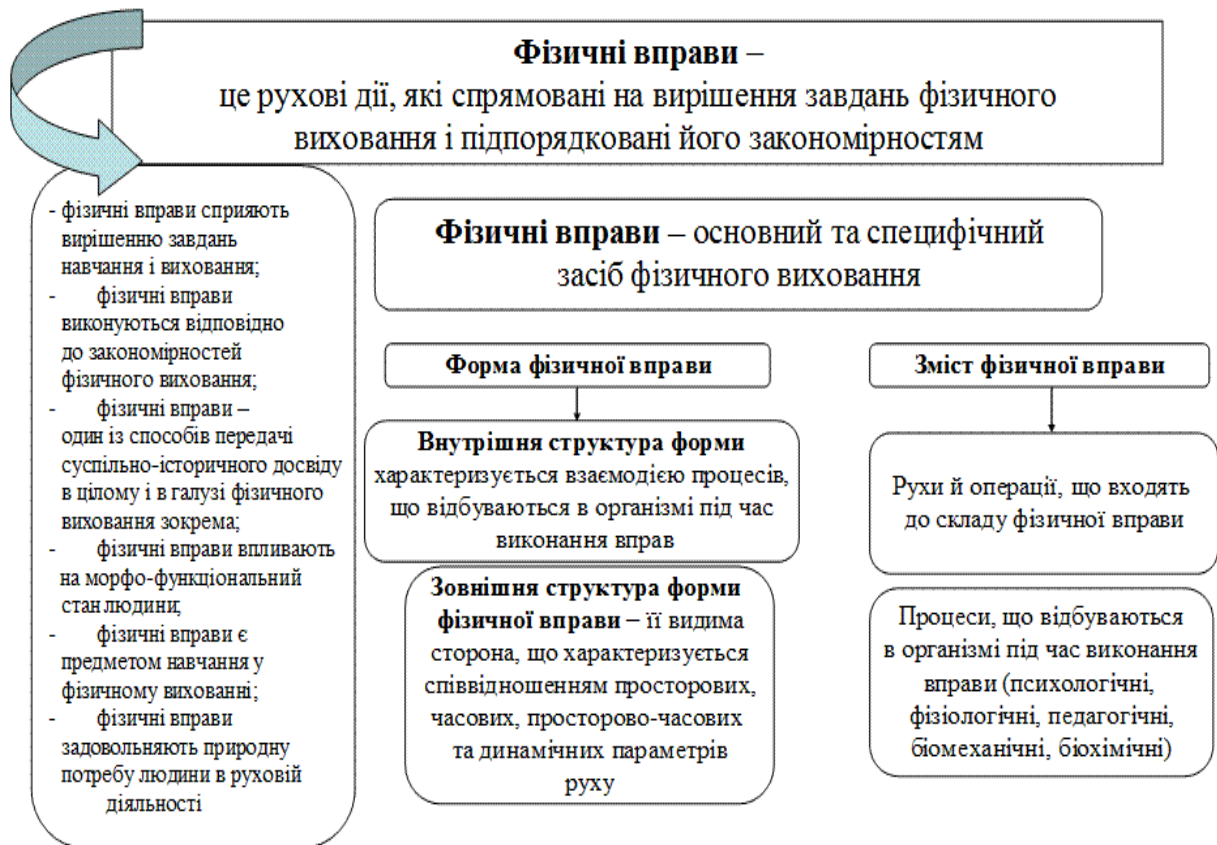 Фізичні вправи –
це рухові дії, які спрямовані на вирішення завдань фізичного
виховання і підпорядковані його закономірностям
- фізичні вправи сприяють
вирішенню завдань
навчання і виховання;
- фізичні вправи
виконуються відповідно
до закономірностей
фізичного виховання;
- фізичні вправи –
один із способів передачі
суспільно-історичного досвіду
в цілому і в галузі фізичного
виховання зокрема;
- фізичні вправи впливають
на морфо-функціональний
стан людини;
- фізичні вправи є
предметом навчання у
фізичному вихованні;
- фізичні вправи
задовольняють природну
потребу людини в руховій
діяльності
Фізичні вправи – основний та специфічний
засіб фізичного виховання
Форма фізичної вправи
Внутрішня структура форми
характеризується взаємодією процесів,
що відбуваються в організмі під час
виконання вправ
Зовнішня структура форми
фізичної вправи – її видима
сторона, що характеризується
співвідношенням просторових,
часових, просторово-часових
та динамічних параметрів
руху
Зміст фізичної вправи
Рухи й операції, що входять
до складу фізичної вправи
Процеси, що відбуваються
в організмі під час виконання
вправи (психологічні,
фізіологічні, педагогічні,
біомеханічні, біохімічні)